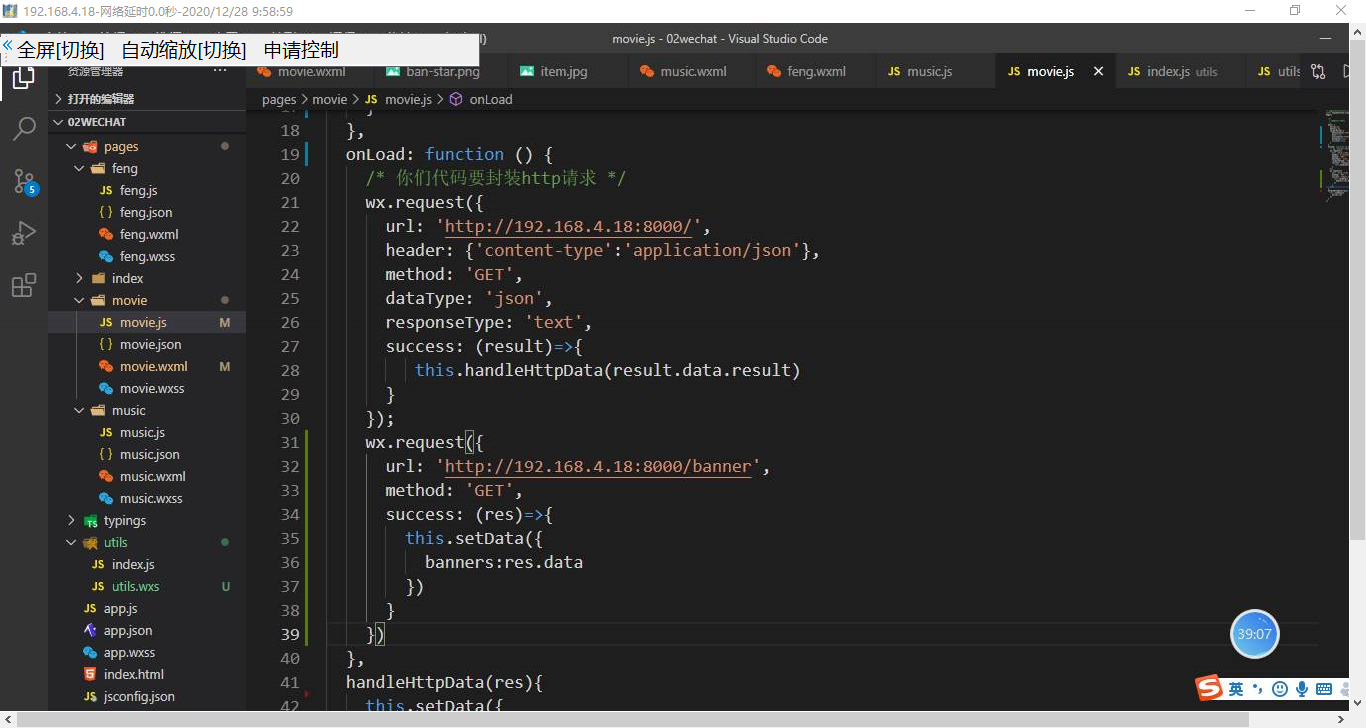 192.168.4.18-网络延时0.0秒-2020/12/28 9:58:59
全屏[切换] 自动缩放[切换] 申请控制
movie.js - 02wechat - Visual Studio Code
资源管理器
movie.wxml
ban-star.png
item.jpg
music.wxml
feng.wxml
JS music.js
JS movie.js
JS index.js utils
JS utils
打开的编辑器
pages > movie > JS movie.js > onLoad
02WECHAT
pages
feng
JS feng.js
{ } feng.json
feng.wxml
feng.wxss
index
movie
JS movie.js M
{ } movie.json
movie.wxml M
movie.wxss
music
JS music.js
{ } music.json
music.wxml
music.wxss
TS typings
utils
JS index.js
JS utils.wxs U
JS app.js
app.json
app.wxss
index.html
JS jsconfig.json
5
18 },
19 onLoad: function () {
20 /* 你们代码要封装http请求 */
21 wx.request({
22 url: 'http://192.168.4.18:8000/',
23 header: {'content-type':'application/json'},
24 method: 'GET',
25 dataType: 'json',
26 responseType: 'text',
27 success: (result)=>{
28 this.handleHttpData(result.data.result)
29 }
30 });
31 wx.request({
32 url: 'http://192.168.4.18:8000/banner',
33 method: 'GET',
34 success: (res)=>{
35 this.setData({
36 banners:res.data
37 })
38 }
39 })
40 },
41 handleHttpData(res){
42 this.setData({
39:07
S 英